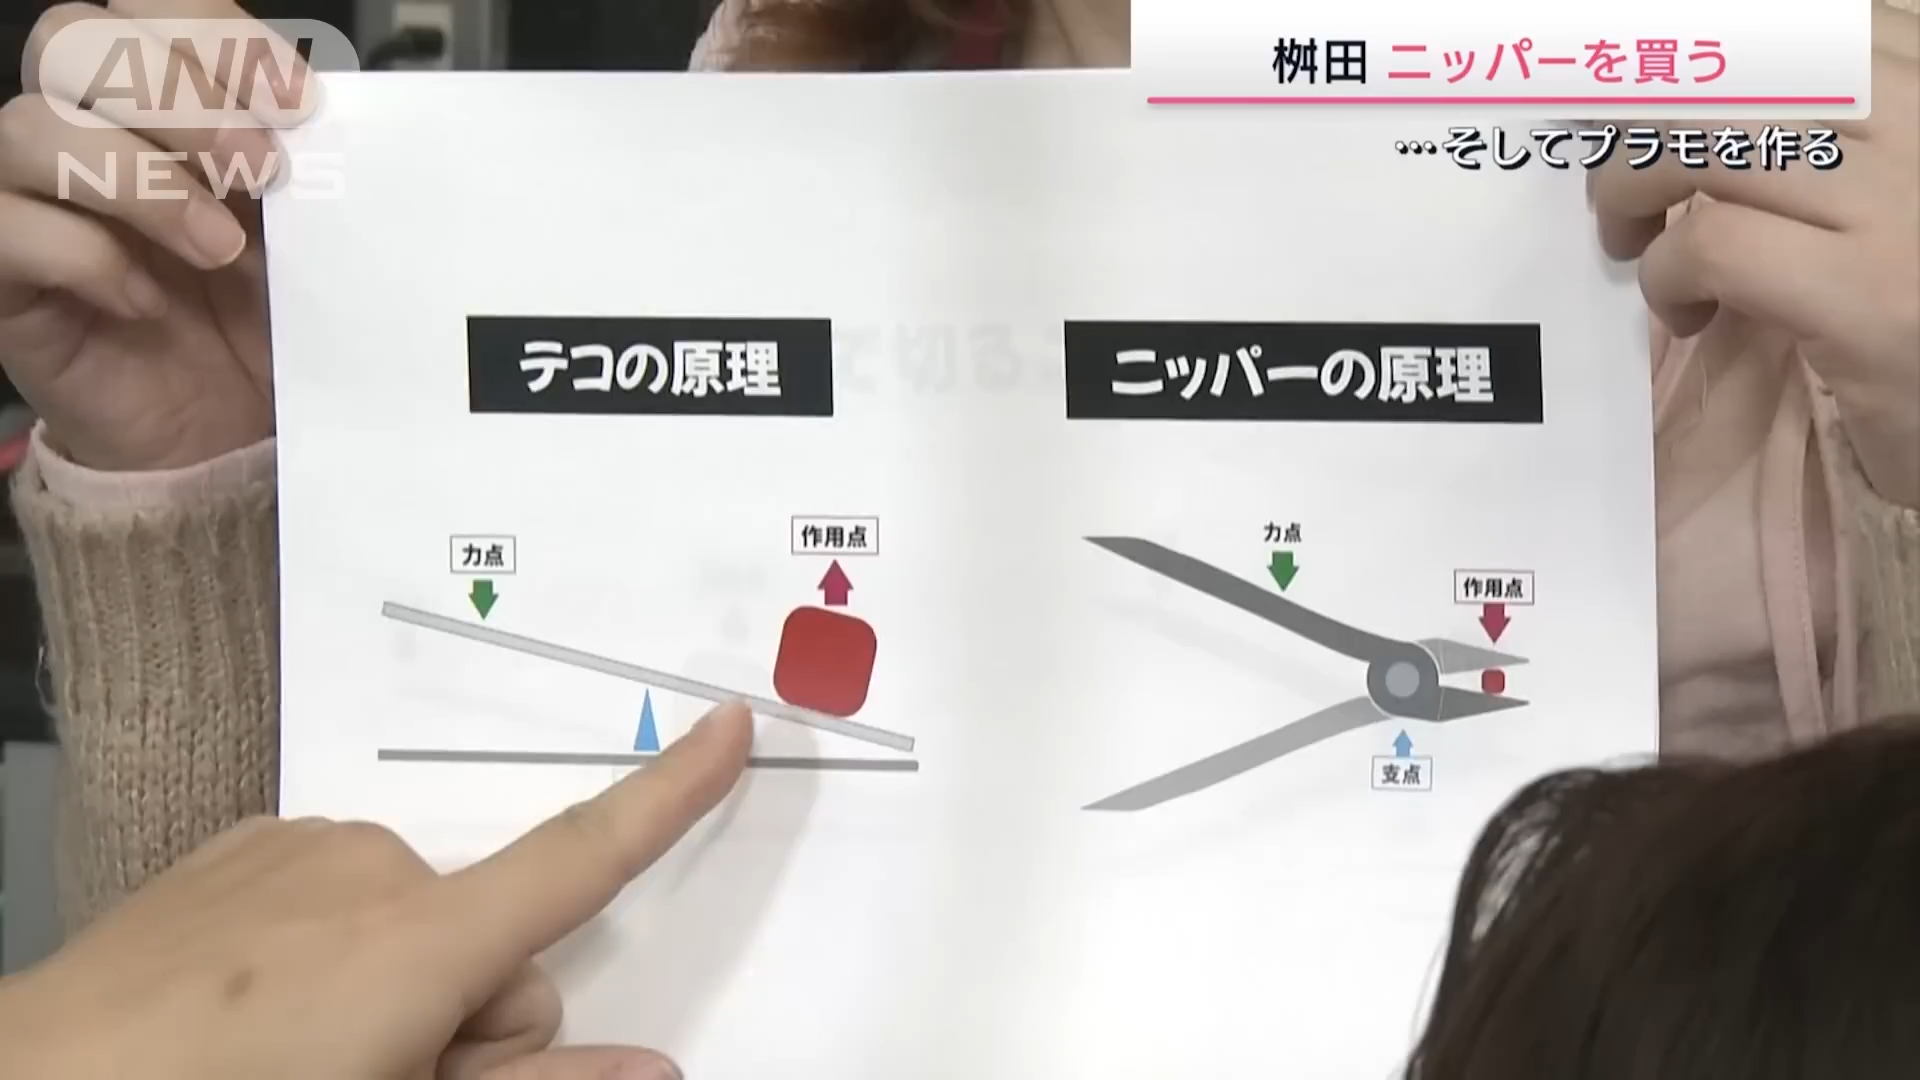 ANN
NEWS
桝田 ニッパーを買う
…そしてプラモを作る
テコの原理
ニッパーの原理
力点
作用点
力点
作用点
支点